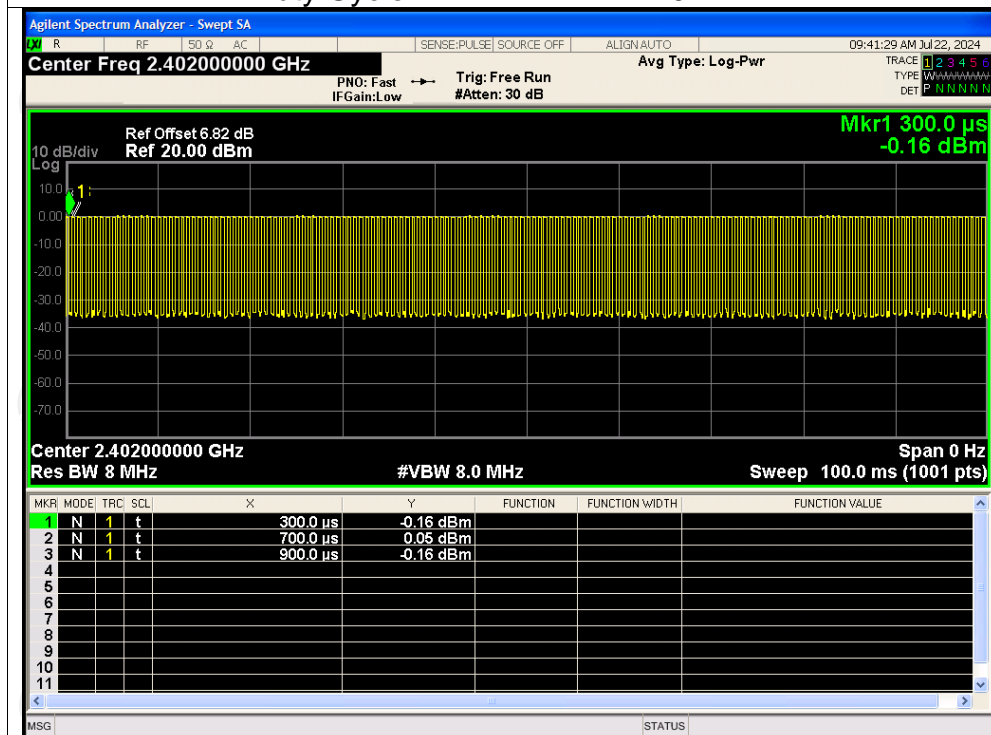 Agilent Spectrum Analyzer - Swept SA
LXI R RF 50 Ω AC SENSE:PULSE SOURCE OFF ALIGN AUTO 09:41:29 AM Jul 22, 2024
Center Freq 2.402000000 GHz
PNO: Fast
IFGain:Low
Trig: Free Run
#Atten: 30 dB
Avg Type: Log-Pwr
TRACE 1 2 3 4 5 6
TYPE WWWWWW
DET P N N N N N
Mkr1 300.0 µs
-0.16 dBm
Ref Offset 6.82 dB
10 dB/div Ref 20.00 dBm
Log
10.0
1
0.00
-10.0
-20.0
-30.0
-40.0
-50.0
-60.0
-70.0
Center 2.402000000 GHz Span 0 Hz
Res BW 8 MHz #VBW 8.0 MHz Sweep 100.0 ms (1001 pts)
MKR MODE TRC SCL X Y FUNCTION FUNCTION WIDTH FUNCTION VALUE
1 N 1 t 300.0 µs -0.16 dBm
2 N 1 t 700.0 µs 0.05 dBm
3 N 1 t 900.0 µs -0.16 dBm
4
5
6
7
8
9
10
11
MSG STATUS